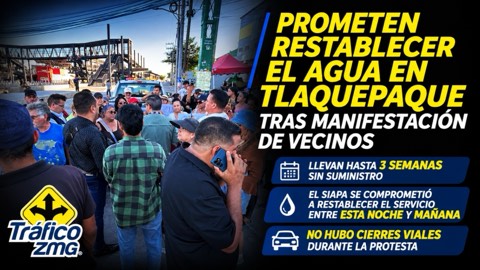 PROMETEN
RESTABLECER
EL AGUA EN
TLAQUEPAQUE
TRAS MANIFESTACIÓN
DE VECINOS
LLEVAN HASTA 3 SEMANAS
SIN SUMINISTRO
EL SIAPA SE COMPROMETIÓ
A RESTABLECER EL SERVICIO
ENTRE ESTA NOCHE Y MAÑANA
NO HUBO CIERRES VIALES
DURANTE LA PROTESTA
Tráfico
ZMG